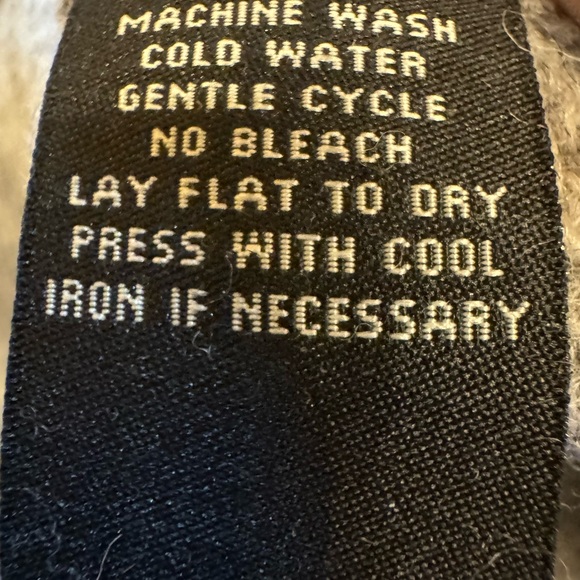 MACHINE WASH
COLD WATER
GENTLE CYCLE
NO BLEACH
LAY FLAT TO DRY
PRESS WITH COOL
IRON IF NECESSARY